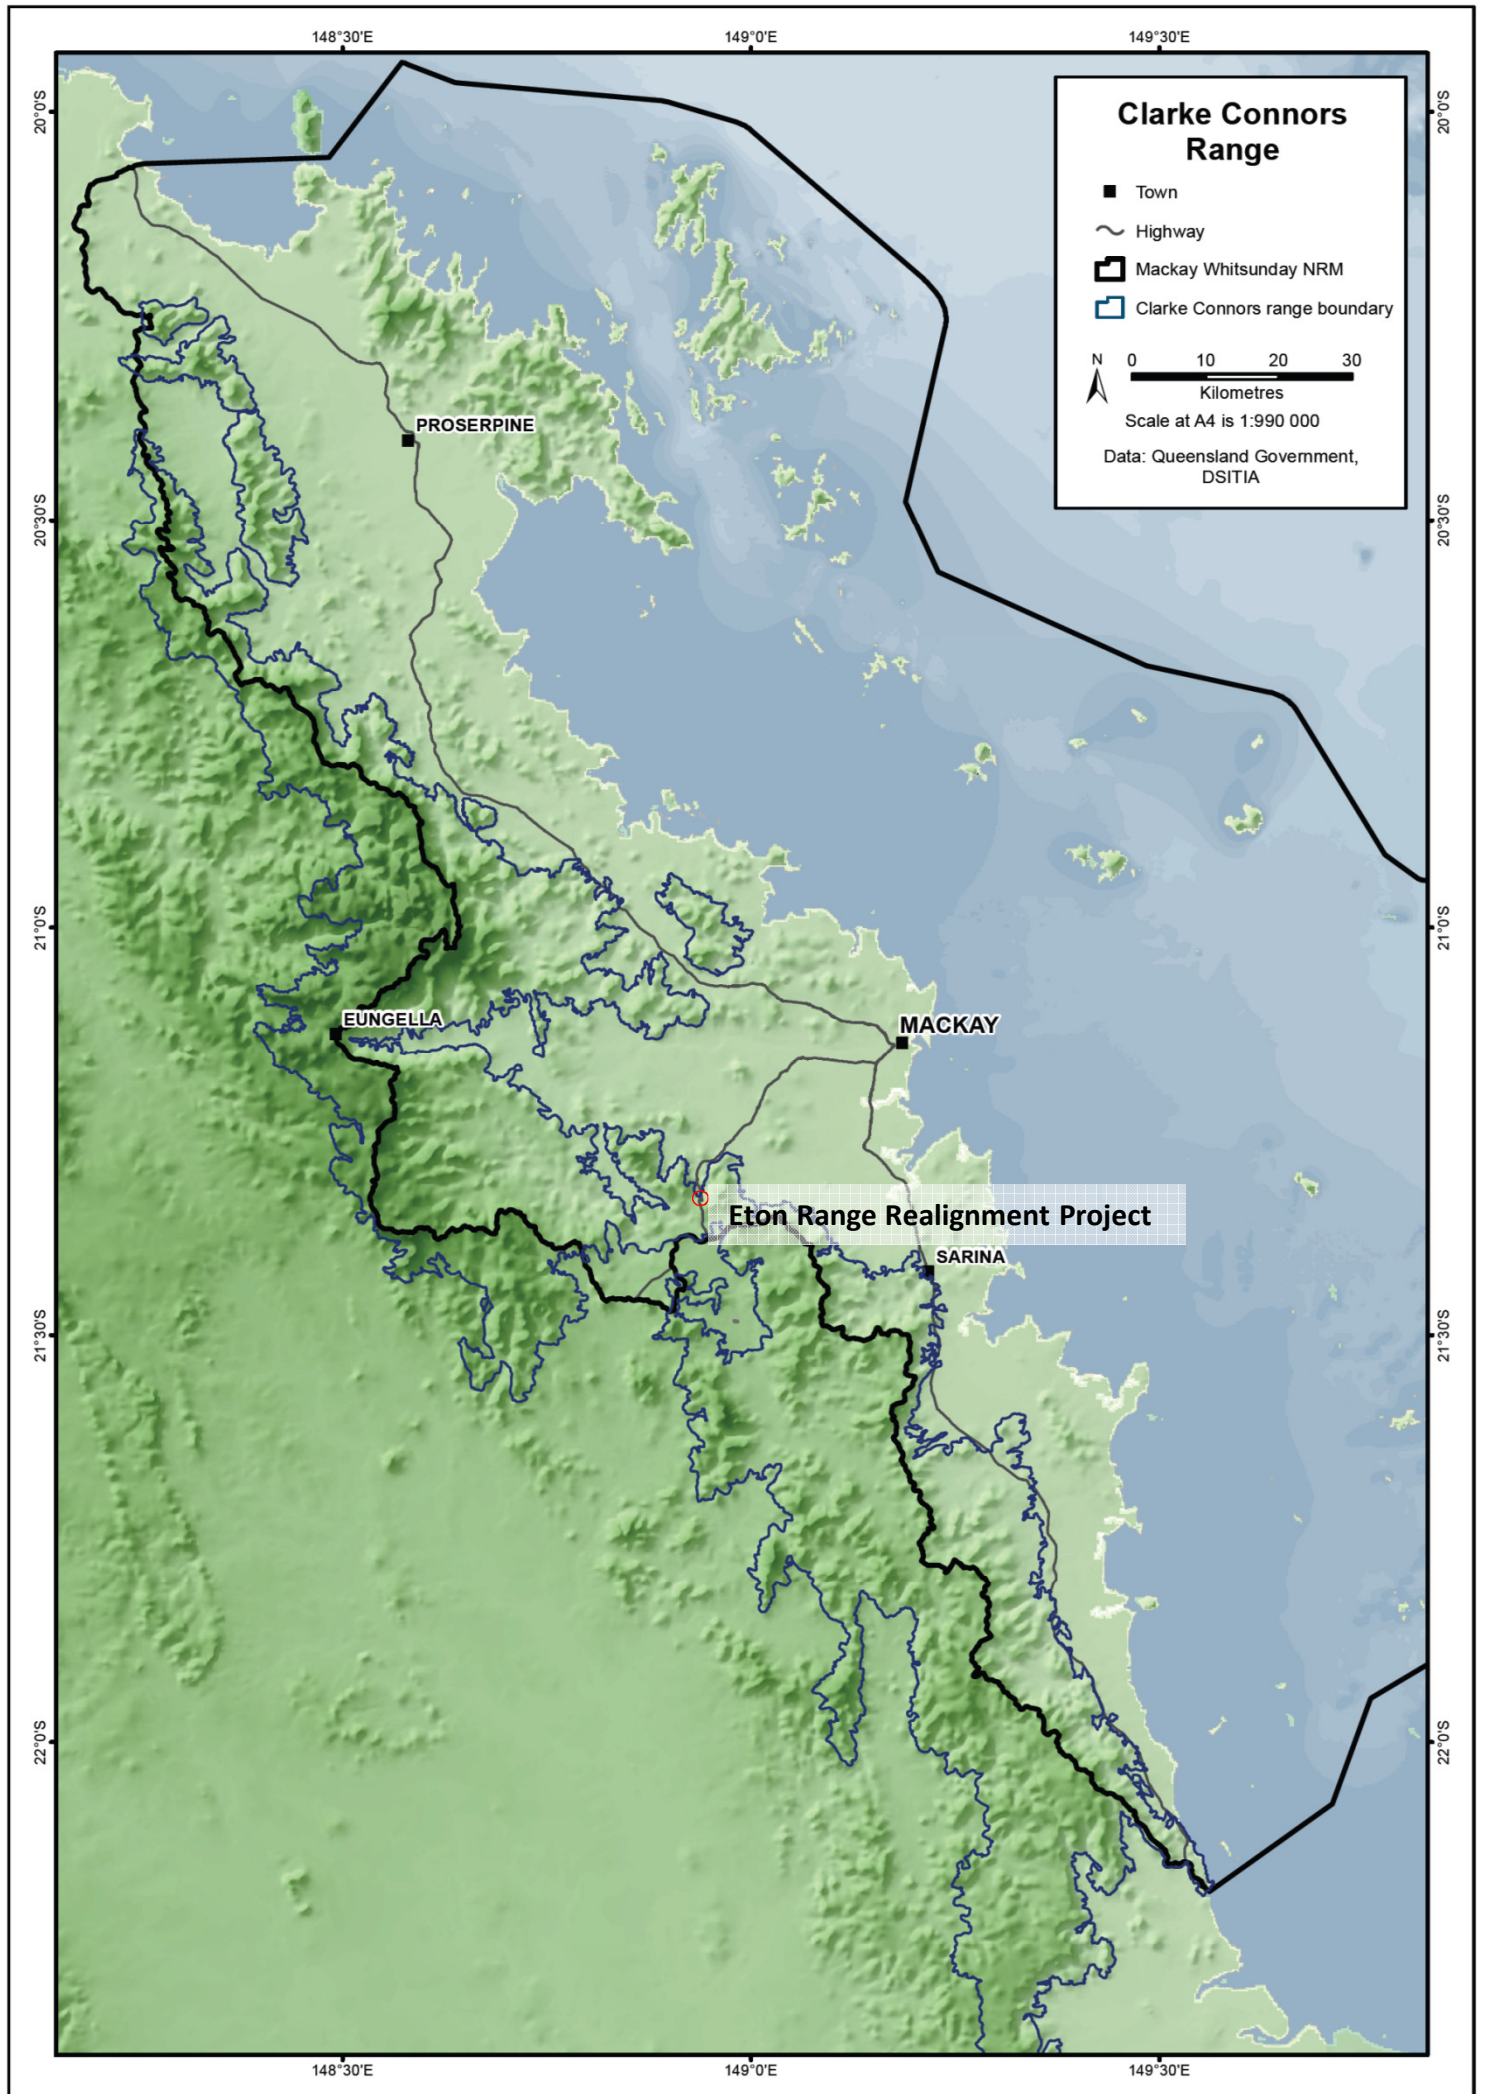 148°30'E
149°0'E
149°30'E
20°0'S
20°0'S
Clarke Connors
Range
Town
Highway
Mackay Whitsunday NRM
Clarke Connors range boundary
N
0 10 20 30
Kilometres
Scale at A4 is 1:990 000
Data: Queensland Government,
DSITIA
PROSERPINE
20°30'S
20°30'S
21°0'S
21°0'S
EUNGELLA
MACKAY
Eton Range Realignment Project
SARINA
21°30'S
21°30'S
22°0'S
22°0'S
148°30'E
149°0'E
149°30'E